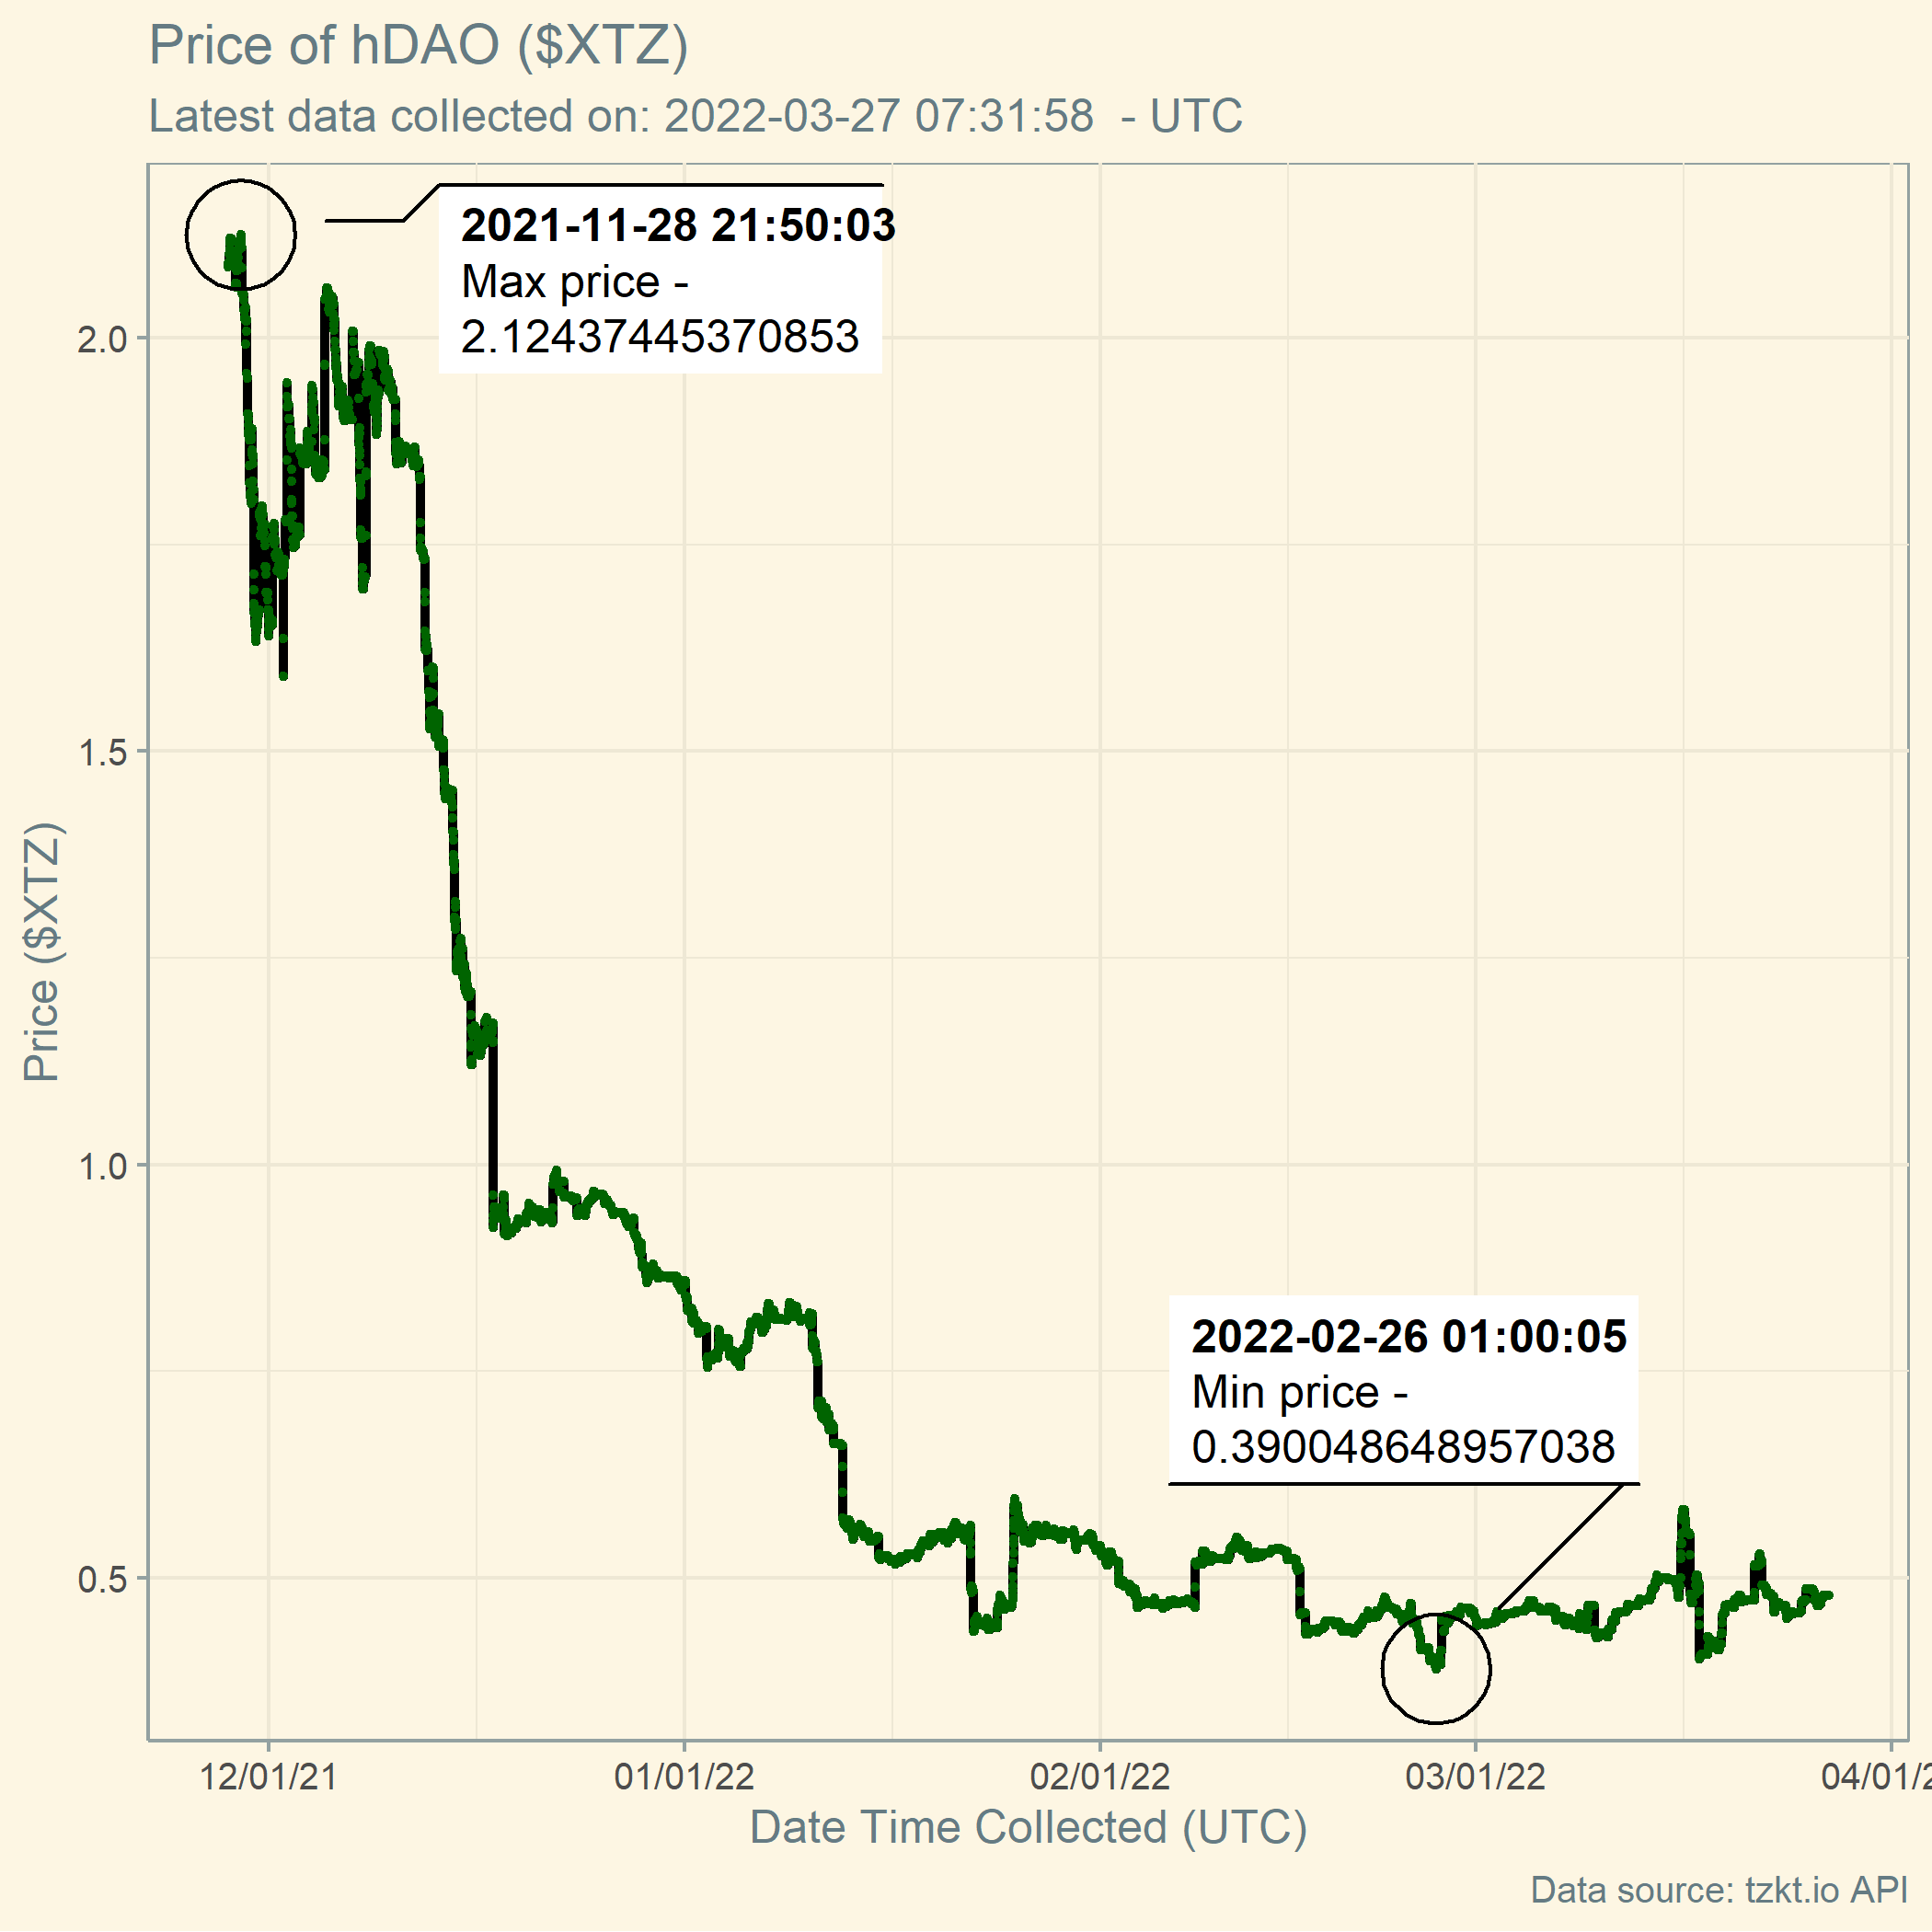 Price of hDAO ($XTZ)
Latest data collected on: 2022-03-27 07:31:58  - UTC
2021-11-28 21:50:03
Max price -
2.12437445370853
2.0
1.5
1.0
0.5
Price ($XTZ)
2022-02-26 01:00:05
Min price -
0.390048648957038
12/01/21
01/01/22
02/01/22
03/01/22
04/01/2
Date Time Collected (UTC)
Data source: tzkt.io API